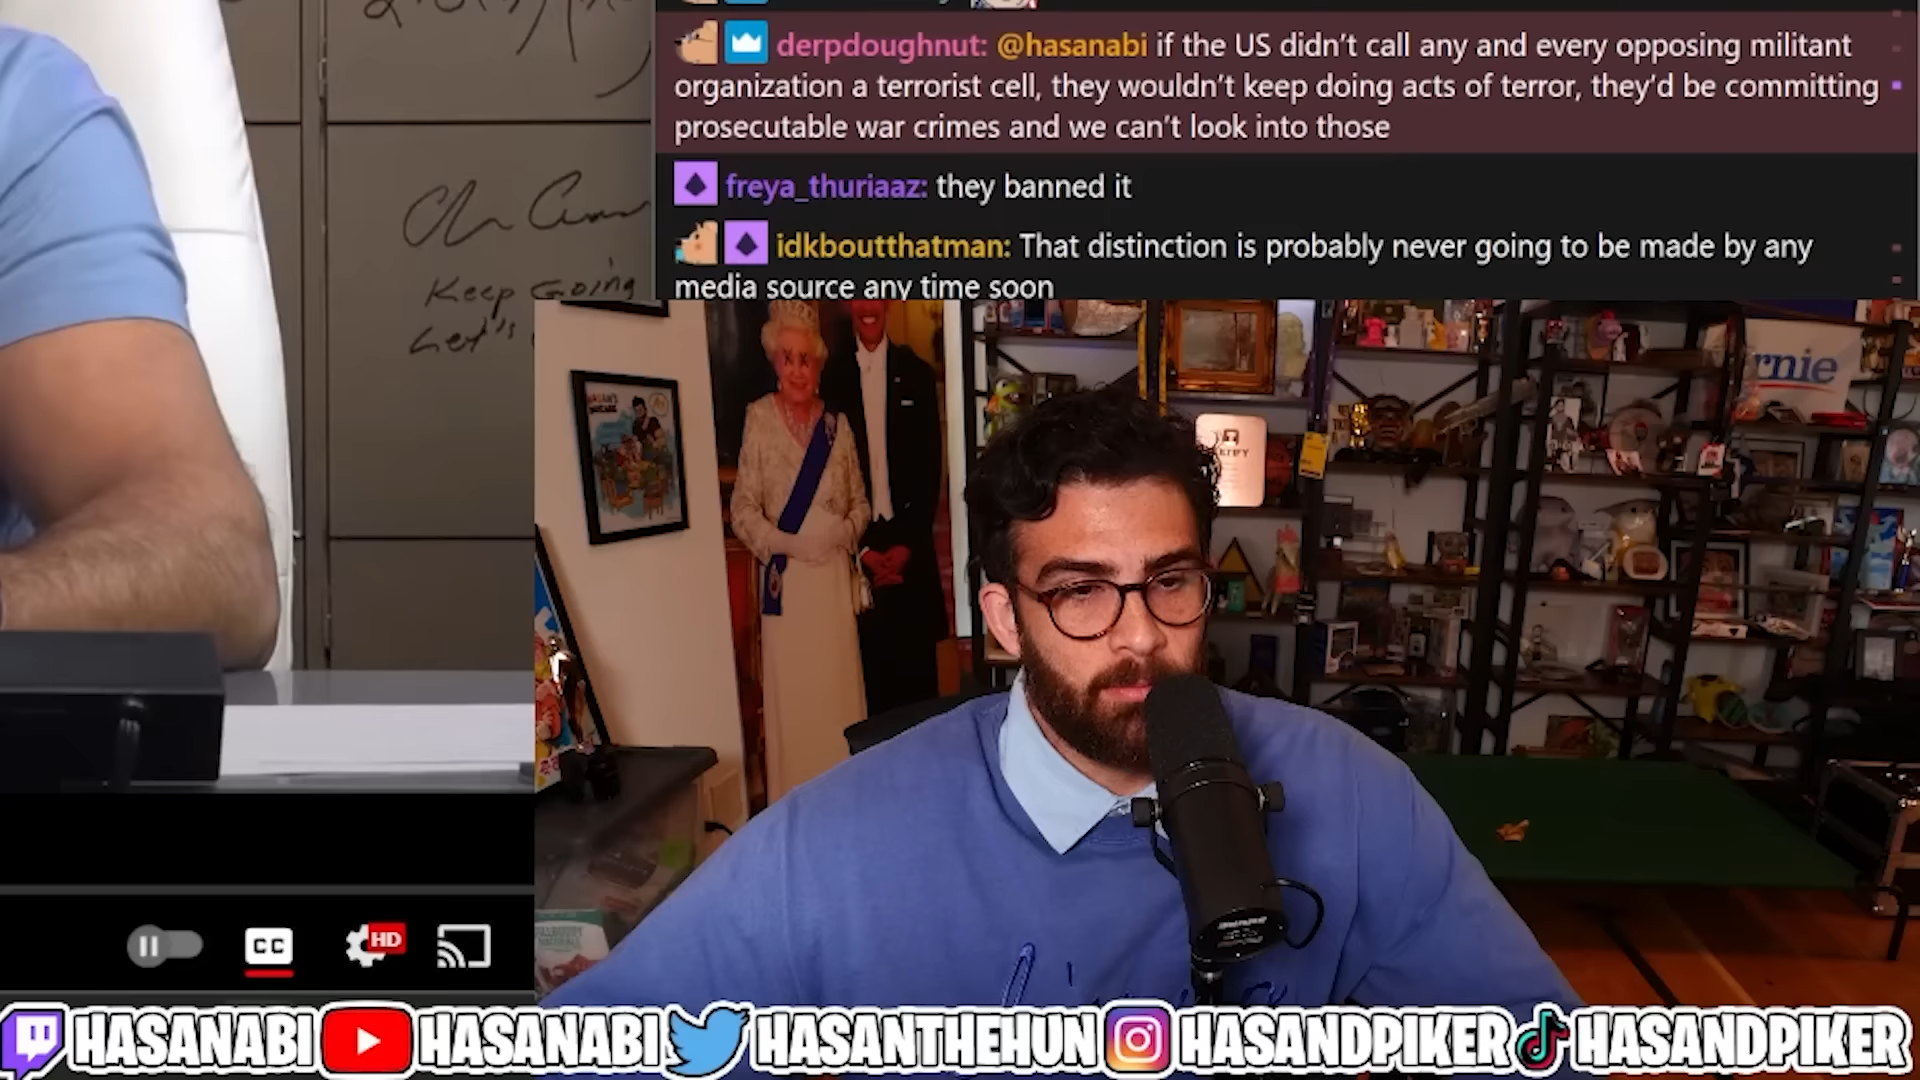 derpdoughnut: @hasanabi if the US didn't call any and every opposing militant
organization a terrorist cell, they wouldn't keep doing acts of terror, they'd be committing
prosecutable war crimes and we can't look into those
freya_thuriaaz: they banned it
idkboutthatman: That distinction is probably never going to be made by any
media source any time soon
Keep Going
Let's
rnie
CC
HD
HASANABI HASANABI HASANTHEHUN HASANDPIKER HASANDPIKER